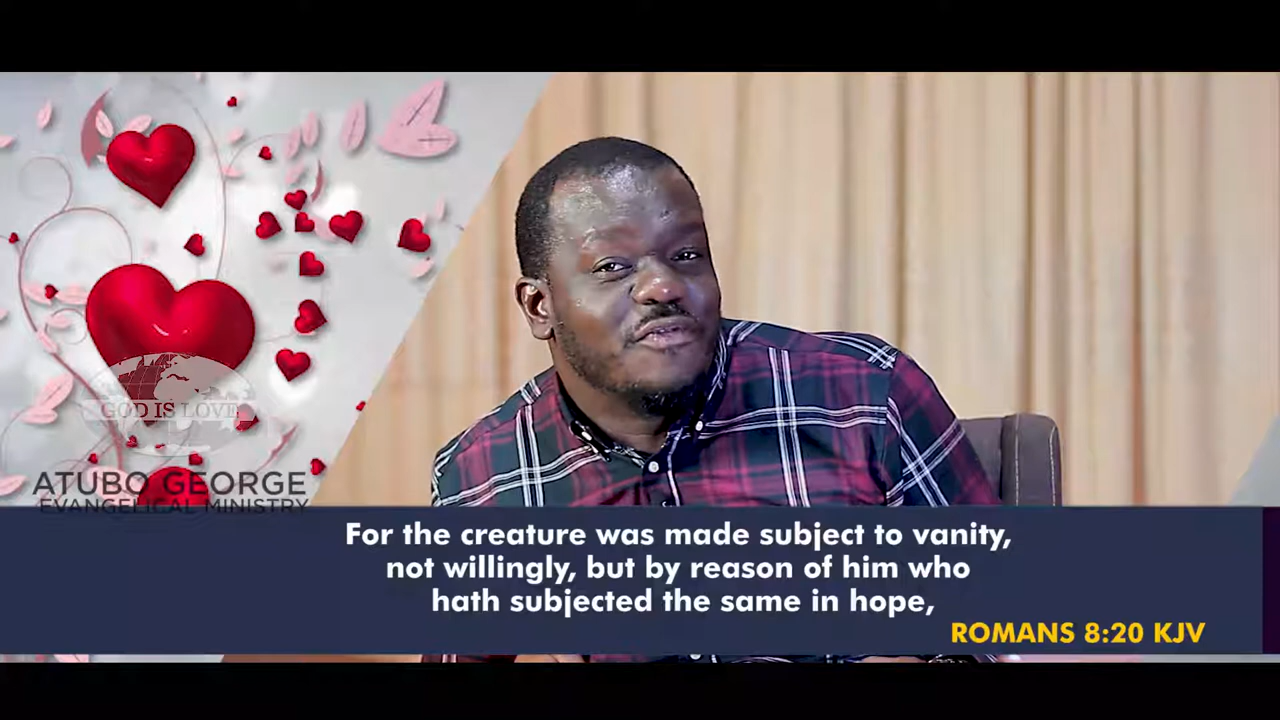 GOD IS LOVE
ATUBO GEORGE
EVANGELICAL MINISTRY
For the creature was made subject to vanity,
not willingly, but by reason of him who
hath subjected the same in hope,
ROMANS 8:20 KJV